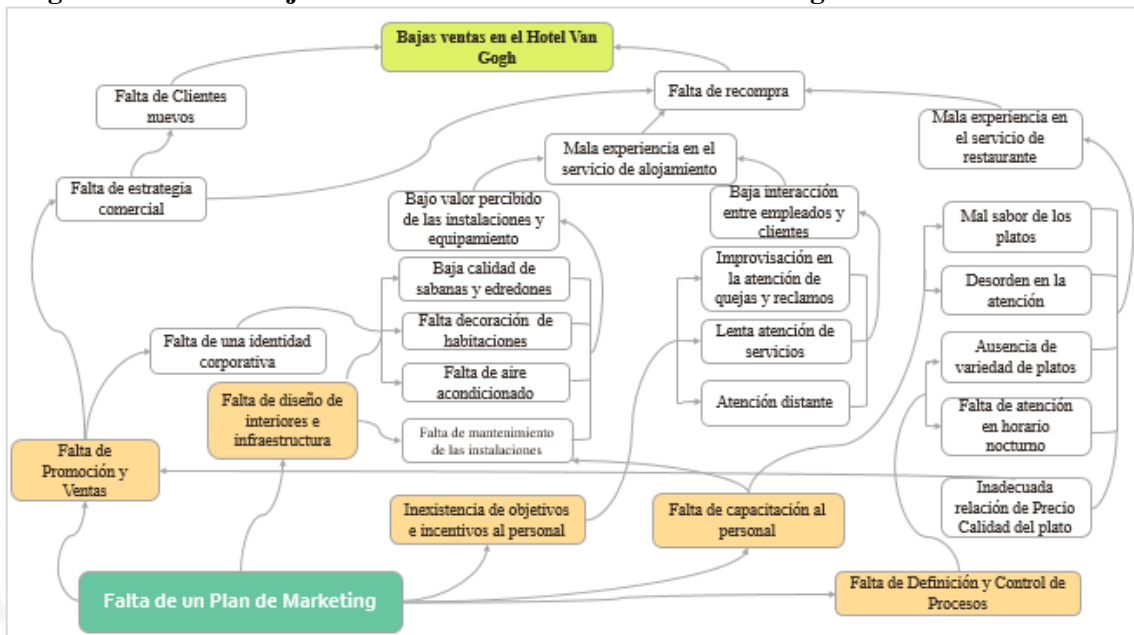 Bajas ventas en el Hotel Van
Gogh
Falta de Clientes
nuevos
Falta de recompra
Mala experiencia en
el servicio de
restaurante
Mala experiencia en el
servicio de alojamiento
Falta de estrategia
comercial
Bajo valor percibido
de las instalaciones y
equipamiento
Baja interacción
entre empleados y
clientes
Mal sabor de los
platos
Baja calidad de
sabanas y edredones
Improvisación en
la atención de
quejas y reclamos
Desorden en la
atención
Falta de una identidad
corporativa
Falta decoración de
habitaciones
Lenta atención de
servicios
Ausencia de
variedad de platos
Falta de diseño de
interiores e
infraestructura
Falta de aire
acondicionado
Atención distante
Falta de atención
en horario
nocturno
Falta de mantenimiento
de las instalaciones
Falta de
Promoción y
Ventas
Inadecuada
relación de Precio
Calidad del plato
Inexistencia de objetivos
e incentivos al personal
Falta de capacitación al
personal
Falta de un Plan de Marketing
Falta de Definición y Control de
Procesos